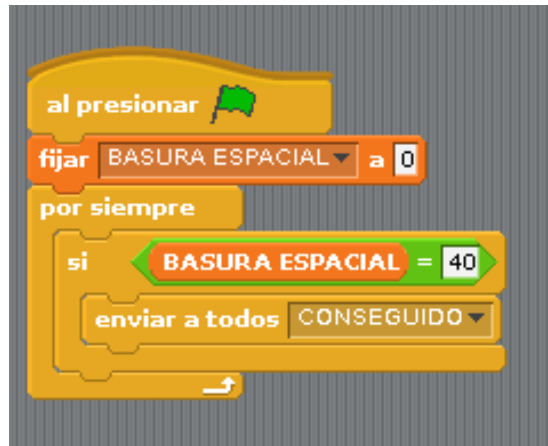 al presionar
fijar BASURA ESPACIAL a 0
por siempre
si BASURA ESPACIAL = 40
enviar a todos CONSEGUIDO